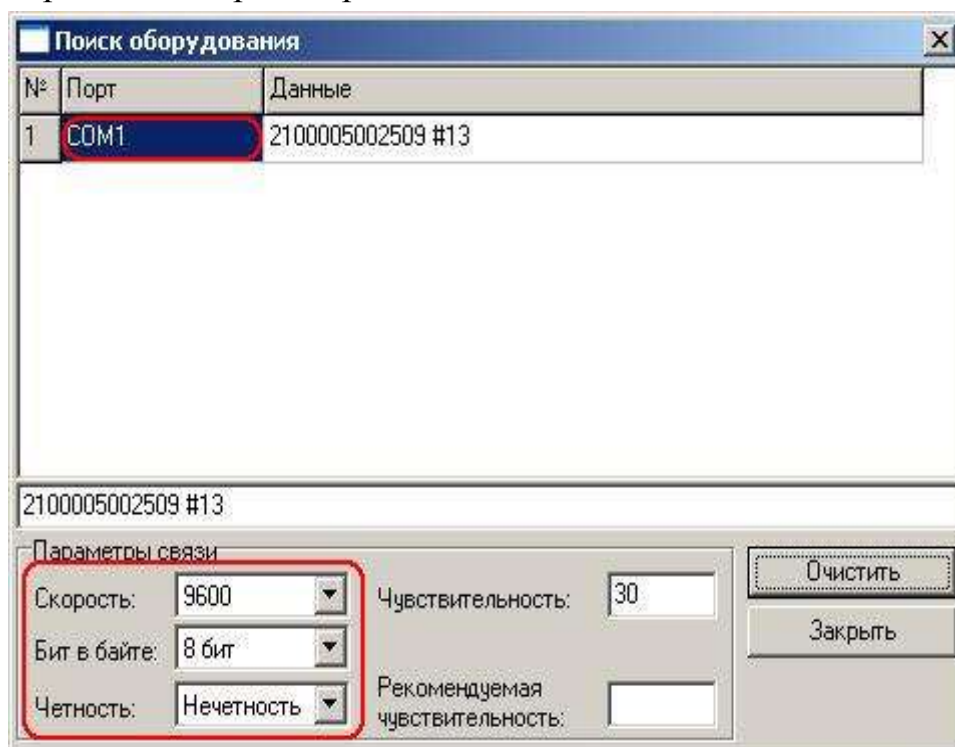 Поиск оборудования
№ Порт Данные
1 COM1 2100005002509 #13
2100005002509 #13
Параметры связи
Скорость: 9600
Бит в байте: 8 бит
Четность: Нечетность
Чувствительность: 30
Рекомендуемая
чувствительность:
Очистить
Закрыть